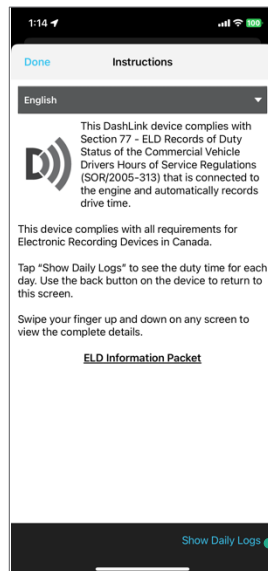 1:14
100
Done
Instructions
English
This DashLink device complies with
Section 77 - ELD Records of Duty
Status of the Commercial Vehicle
Drivers Hours of Service Regulations
(SOR/2005-313) that is connected to
the engine and automatically records
drive time.
This device complies with all requirements for
Electronic Recording Devices in Canada.
Tap “Show Daily Logs” to see the duty time for each
day. Use the back button on the device to return to
this screen.
Swipe your finger up and down on any screen to
view the complete details.
ELD Information Packet
Show Daily Logs